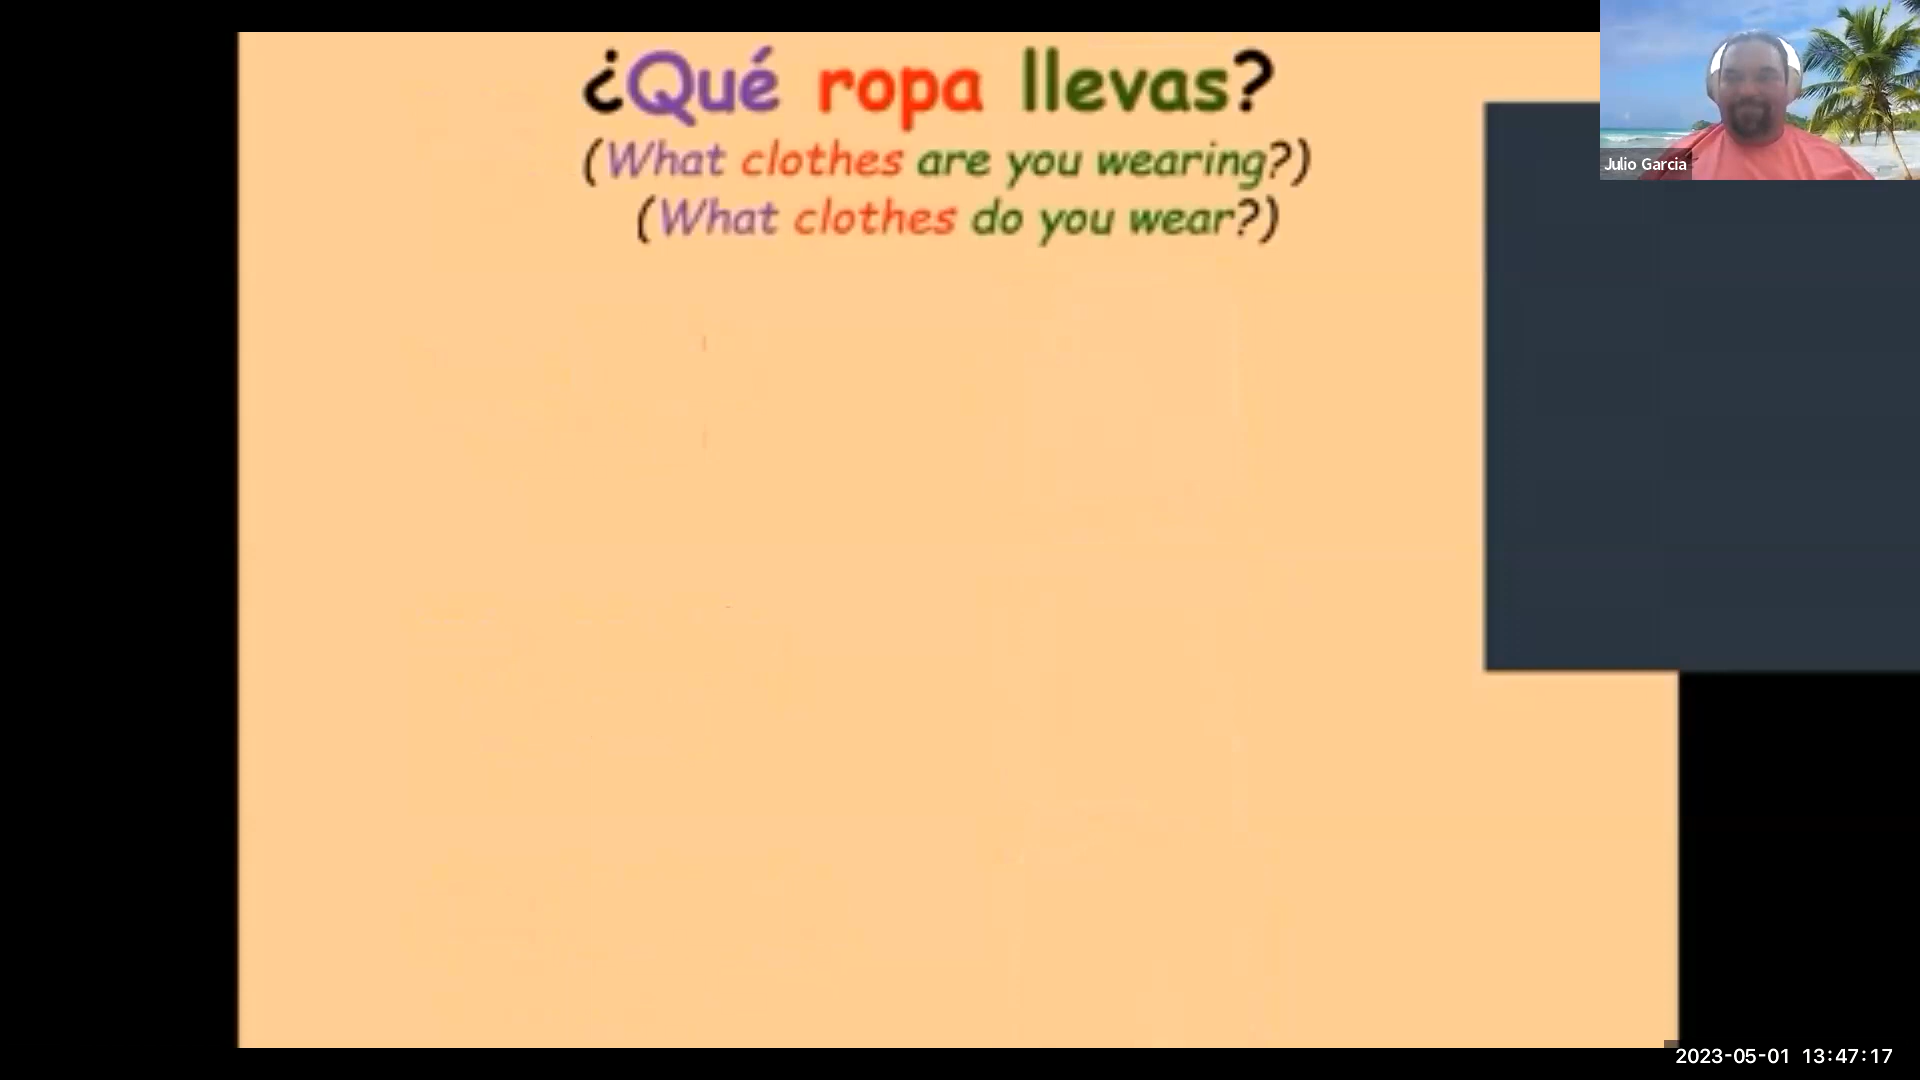 ¿Qué ropa llevas?
(What clothes are you wearing?)
(What clothes do you wear?)
Julio Garcia
2023-05-01 13:47:17